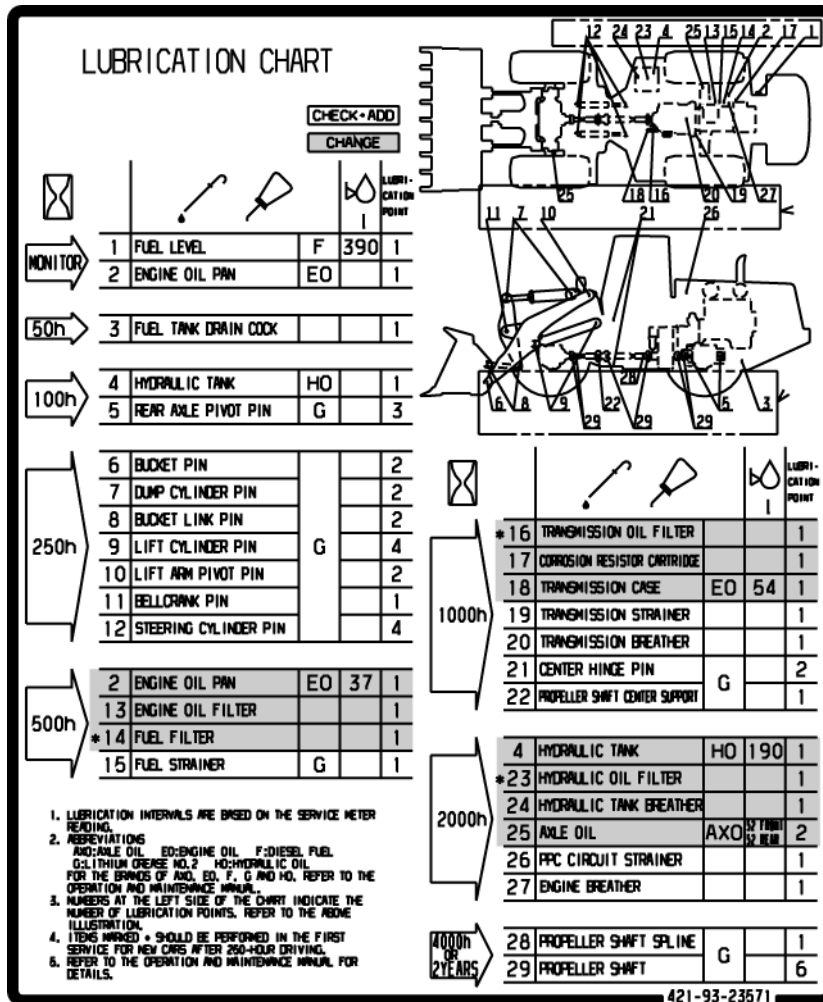 LUBRICATION CHART
CHECK•ADD
CHANGE
12 24 23 4 25 13 15 14 2 17 1
25 18 16 20 19 27
11 7 10 21 26
28
6 8 9 29 22 29 29 5 3
LUBRI-
CATION
POINT
l
MONITOR
1 FUEL LEVEL F 390 1
2 ENGINE OIL PAN EO 1
50h
3 FUEL TANK DRAIN COCK 1
100h
4 HYDRAULIC TANK HO 1
5 REAR AXLE PIVOT PIN G 3
250h
6 BUCKET PIN 2
7 DUMP CYLINDER PIN 2
8 BUCKET LINK PIN 2
9 LIFT CYLINDER PIN G 4
10 LIFT ARM PIVOT PIN 2
11 BELLCRANK PIN 1
12 STEERING CYLINDER PIN 4
500h
2 ENGINE OIL PAN EO 37 1
13 ENGINE OIL FILTER 1
*14 FUEL FILTER 1
15 FUEL STRAINER G 1
1. LUBRICATION INTERVALS ARE BASED ON THE SERVICE METER
READING.
2. ABBREVIATIONS
AXO:AXLE OIL EO:ENGINE OIL F:DIESEL FUEL
G:LITHIUM GREASE NO.2 HO:HYDRAULIC OIL
FOR THE BRANDS OF AXO, EO, F, G AND HO, REFER TO THE
OPERATION AND MAINTENANCE MANUAL.
3. NUMBERS AT THE LEFT SIDE OF THE CHART INDICATE THE
NUMBER OF LUBRICATION POINTS. REFER TO THE ABOVE
ILLUSTRATION.
4. ITEMS MARKED * SHOULD BE PERFORMED IN THE FIRST
SERVICE FOR NEW CARS AFTER 250-HOUR DRIVING.
5. REFER TO THE OPERATION AND MAINTENANCE MANUAL FOR
DETAILS.
LUBRI-
CATION
POINT
l
1000h
*16 TRANSMISSION OIL FILTER 1
17 CORROSION RESISTOR CARTRIDGE 1
18 TRANSMISSION CASE EO 54 1
19 TRANSMISSION STRAINER 1
20 TRANSMISSION BREATHER 1
21 CENTER HINGE PIN G 2
22 PROPELLER SHAFT CENTER SUPPORT 1
2000h
4 HYDRAULIC TANK HO 190 1
*23 HYDRAULIC OIL FILTER 1
24 HYDRAULIC TANK BREATHER 1
25 AXLE OIL AXO 52 FRONT 52 REAR 2
26 PPC CIRCUIT STRAINER 1
27 ENGINE BREATHER 1
4000h
OR
2YEARS
28 PROPELLER SHAFT SPLINE G 1
29 PROPELLER SHAFT 6
421-93-23571